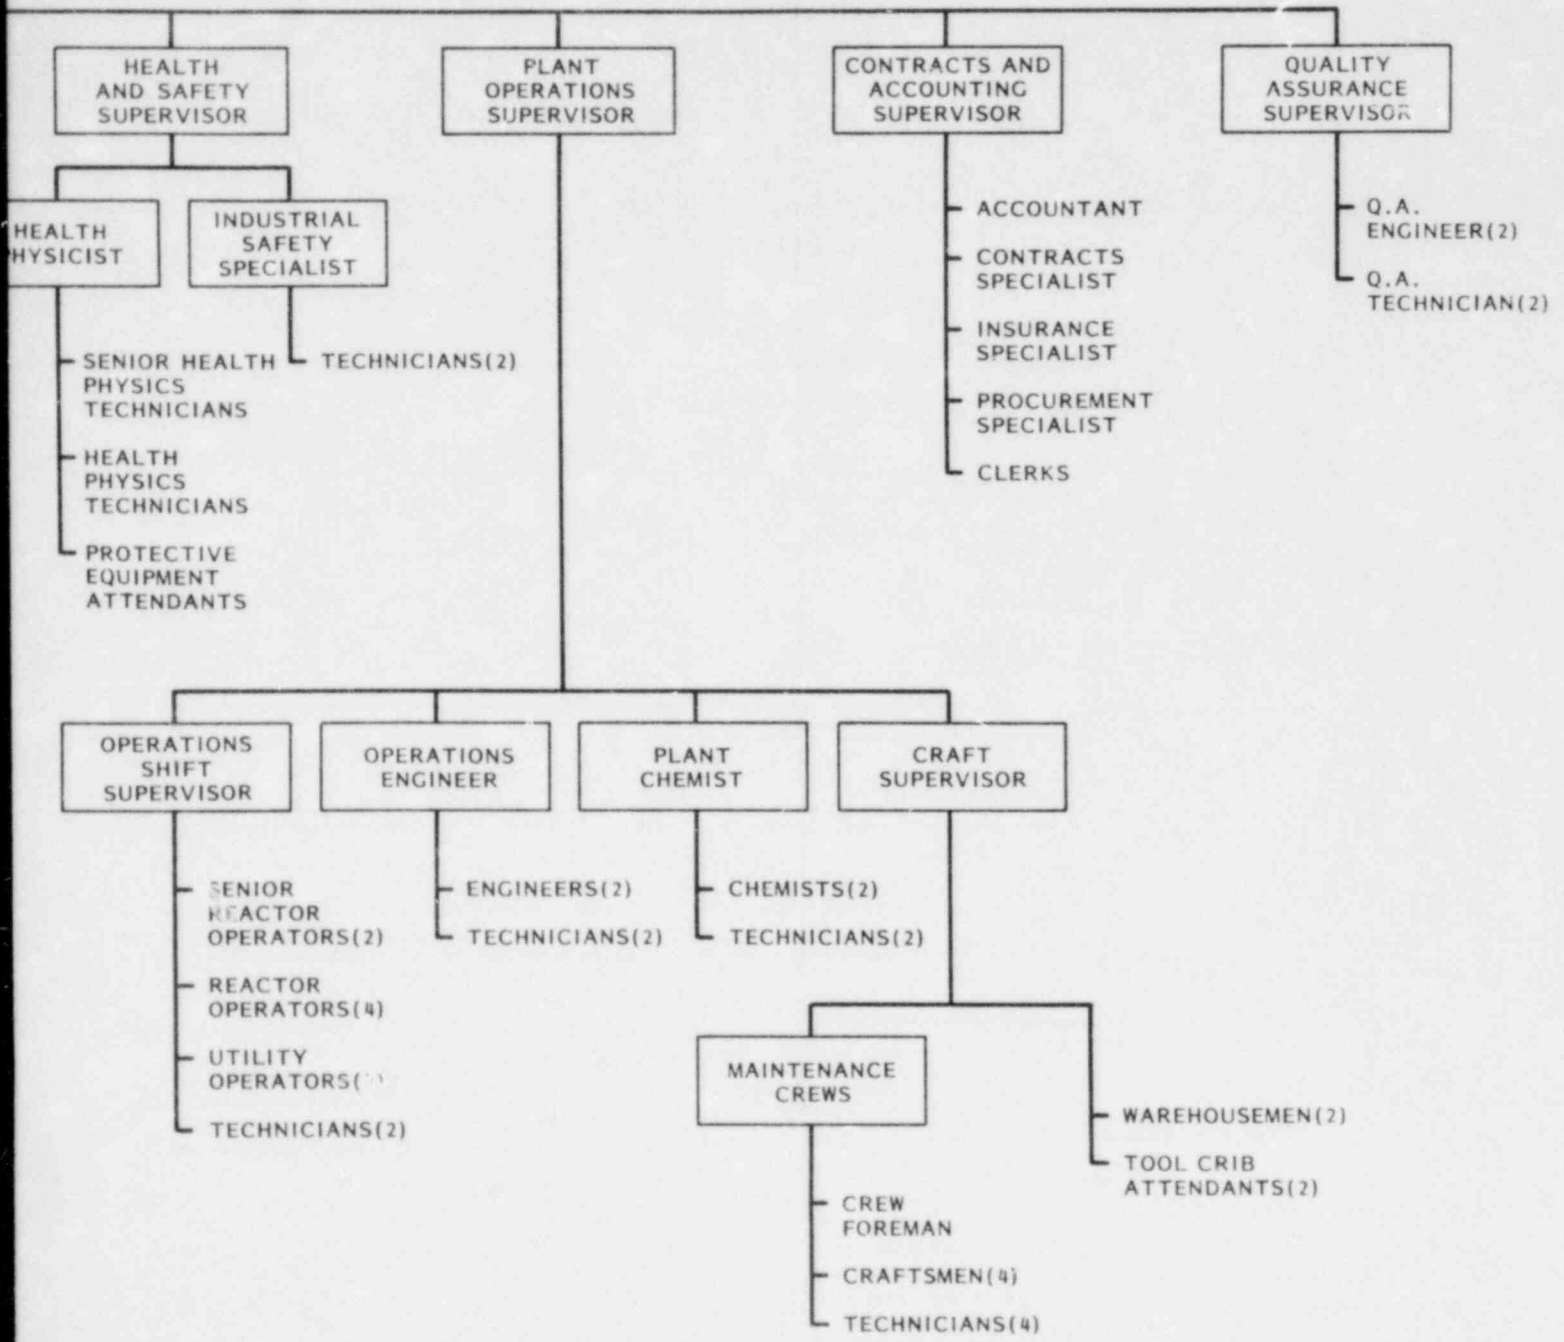 HEALTH
AND SAFETY
SUPERVISOR
PLANT
OPERATIONS
SUPERVISOR
CONTRACTS AND
ACCOUNTING
SUPERVISOR
QUALITY
ASSURANCE
SUPERVISOR
HEALTH
HYSICIST
INDUSTRIAL
SAFETY
SPECIALIST
ACCOUNTANT
CONTRACTS
SPECIALIST
INSURANCE
SPECIALIST
PROCUREMENT
SPECIALIST
CLERKS
Q.A.
ENGINEER(2)
Q.A.
TECHNICIAN(2)
SENIOR HEALTH
PHYSICS
TECHNICIANS
HEALTH
PHYSICS
TECHNICIANS
PROTECTIVE
EQUIPMENT
ATTENDANTS
TECHNICIANS(2)
OPERATIONS
SHIFT
SUPERVISOR
OPERATIONS
ENGINEER
PLANT
CHEMIST
CRAFT
SUPERVISOR
SENIOR
REACTOR
OPERATORS(2)
REACTOR
OPERATORS(4)
UTILITY
OPERATORS(
TECHNICIANS(2)
ENGINEERS(2)
TECHNICIANS(2)
CHEMISTS(2)
TECHNICIANS(2)
MAINTENANCE
CREWS
CREW
FOREMAN
CRAFTSMEN(4)
TECHNICIANS(4)
WAREHOUSEMEN(2)
TOOL CRIB
ATTENDANTS(2)